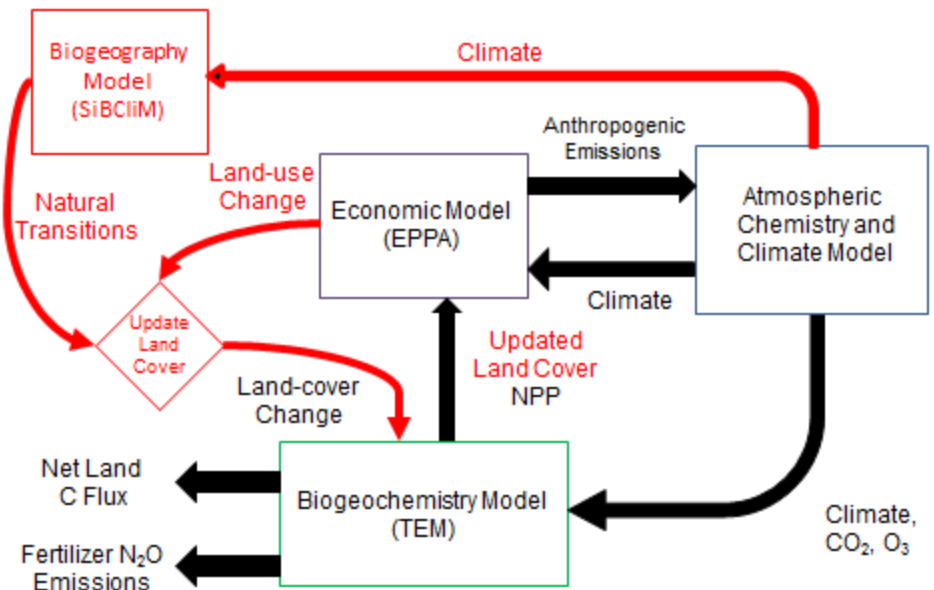 Biogeography
Model
(SiBCliM)
Climate
Anthropogenic
Emissions
Land-use
Change
Natural
Transitions
Economic Model
(EPPA)
Atmospheric
Chemistry and
Climate Model
Climate
Update
Land
Cover
Updated
Land Cover
NPP
Land-cover
Change
Net Land
C Flux
Biogeochemistry Model
(TEM)
Climate,
CO₂, O₃
Fertilizer N₂O
Emissions